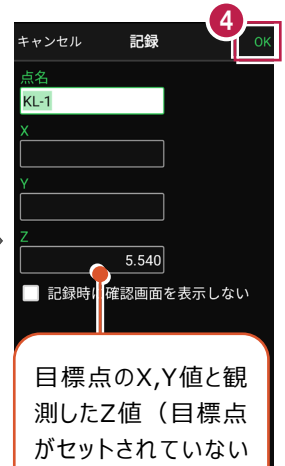 4
キャンセル 記録 OK
点名
KL-1
X
Y
Z
5.540
記録時に確認画面を表示しない
目標点のX,Y値と観
測したZ値（目標点
がセットされていない